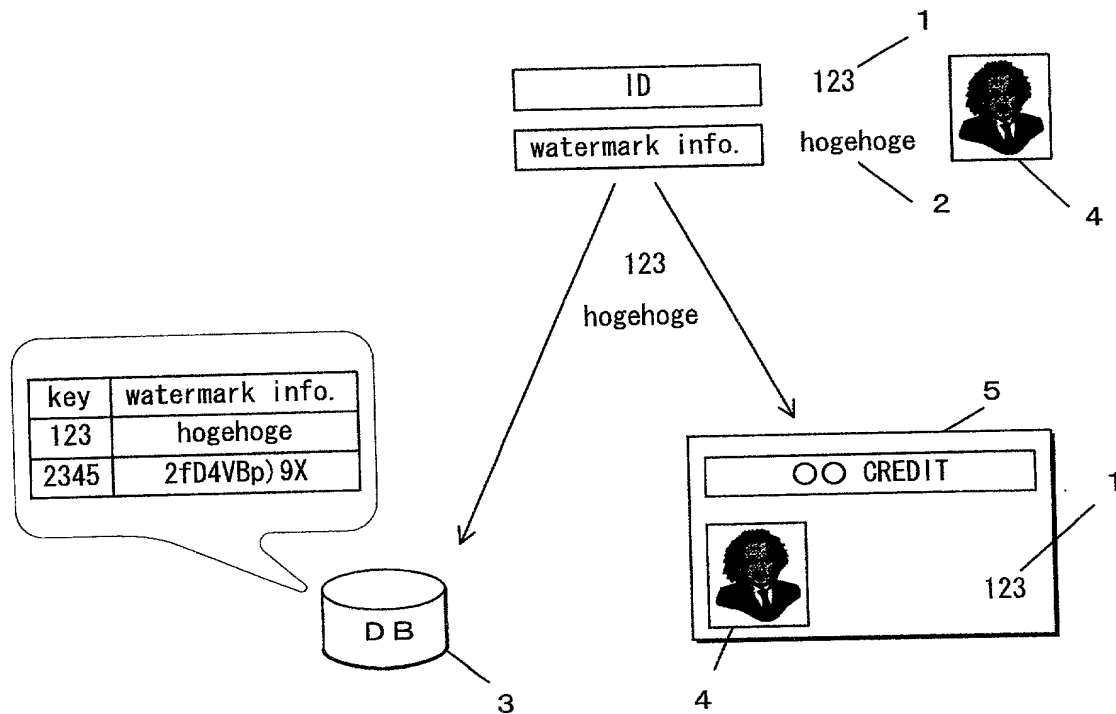 1
ID 123
watermark info. hogehoge
2
4
123
hogehoge
key watermark info.
123 hogehoge
2345 2fD4VBp)9X
5
○○ CREDIT
1
123
DB
3
4